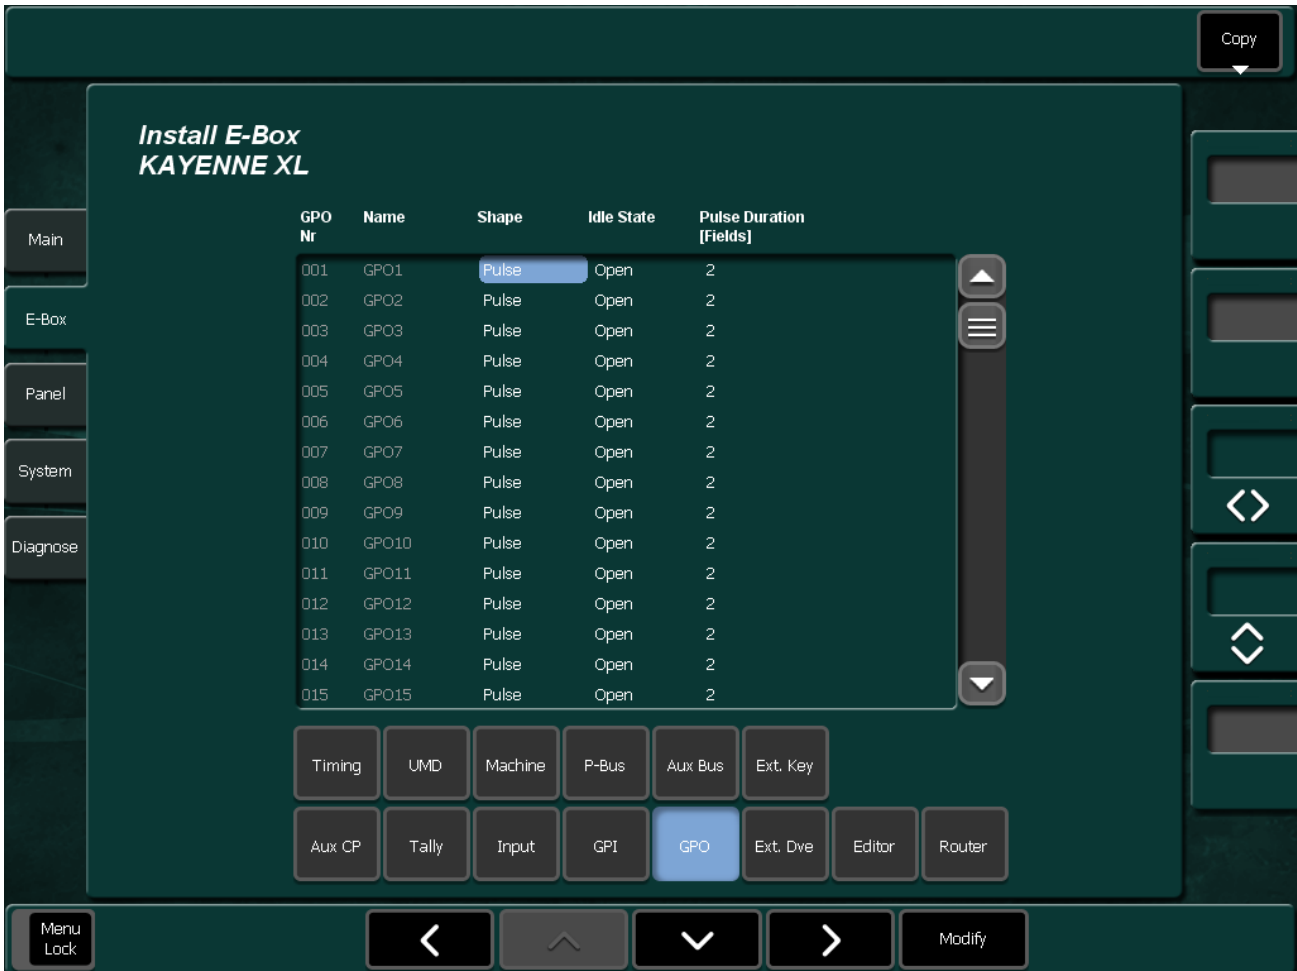 Copy
Install E-Box
KAYENNE XL
GPO Nr Name Shape Idle State Pulse Duration [Fields]
001 GPO1 Pulse Open 2
002 GPO2 Pulse Open 2
003 GPO3 Pulse Open 2
004 GPO4 Pulse Open 2
005 GPO5 Pulse Open 2
006 GPO6 Pulse Open 2
007 GPO7 Pulse Open 2
008 GPO8 Pulse Open 2
009 GPO9 Pulse Open 2
010 GPO10 Pulse Open 2
011 GPO11 Pulse Open 2
012 GPO12 Pulse Open 2
013 GPO13 Pulse Open 2
014 GPO14 Pulse Open 2
015 GPO15 Pulse Open 2
Main
E-Box
Panel
System
Diagnose
Timing UMD Machine P-Bus Aux Bus Ext. Key
Aux CP Tally Input GPI GPO Ext. Dve Editor Router
Menu
Lock
Modify